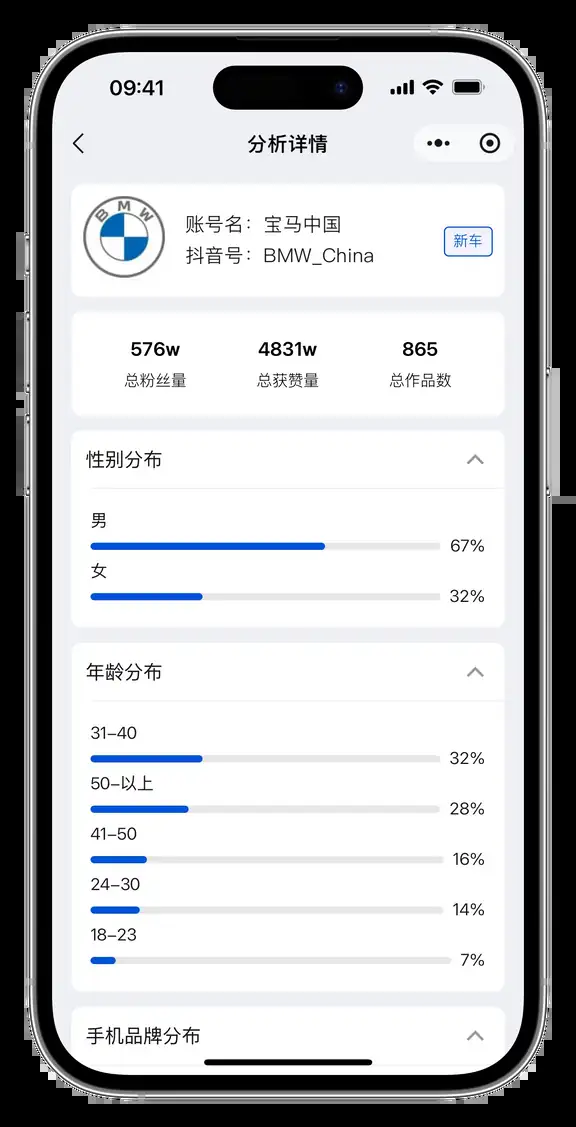 09:41
分析详情
BMW
账号名：宝马中国
抖音号：BMW_China
新车
576w 4831w 865
总粉丝量 总获赞量 总作品数
性别分布
男
67%
女
32%
年龄分布
31-40
32%
50-以上
28%
41-50
16%
24-30
14%
18-23
7%
手机品牌分布